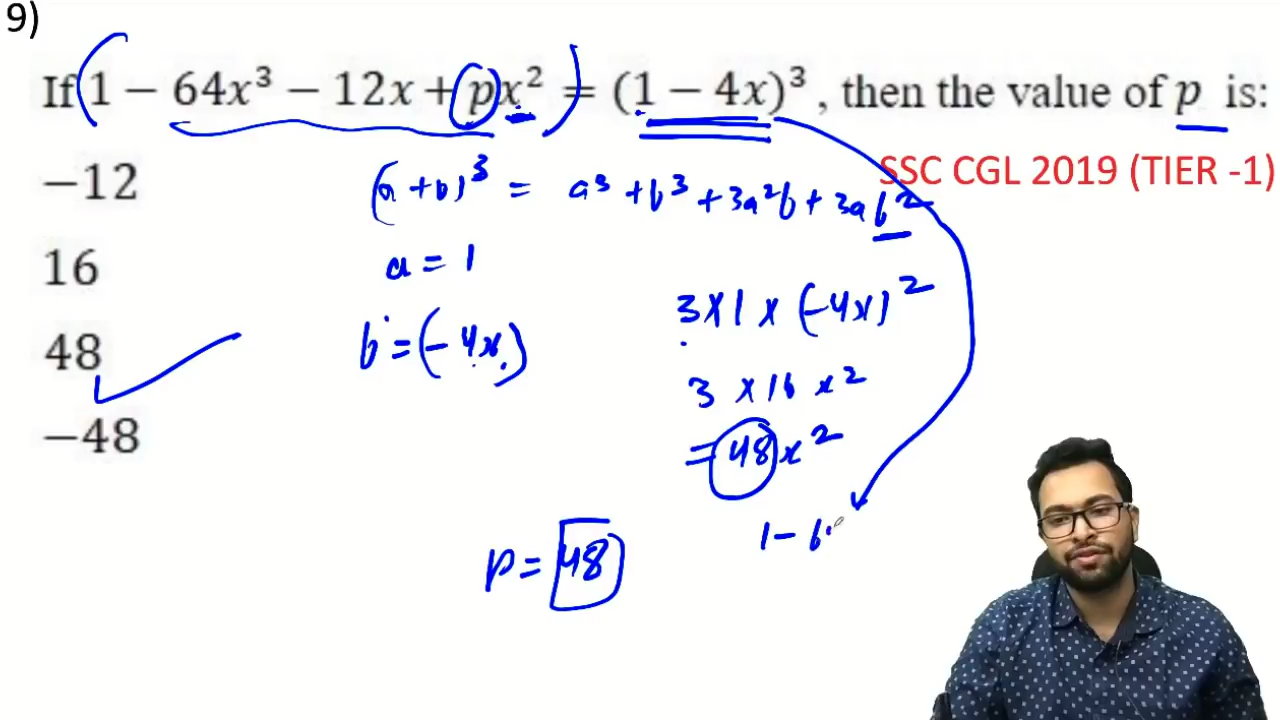 9)
If (1 − 64x³ − 12x + px²) = (1 − 4x)³ , then the value of p is:
SSC CGL 2019 (TIER -1)
−12
(a + b)³ = a³ + b³ + 3a²b + 3ab²
16
a = 1
3 × 1 × (−4x)²
48
b = (− 4x)
3 × 16 x²
−48
= 48x²
1 − 6
p = 48